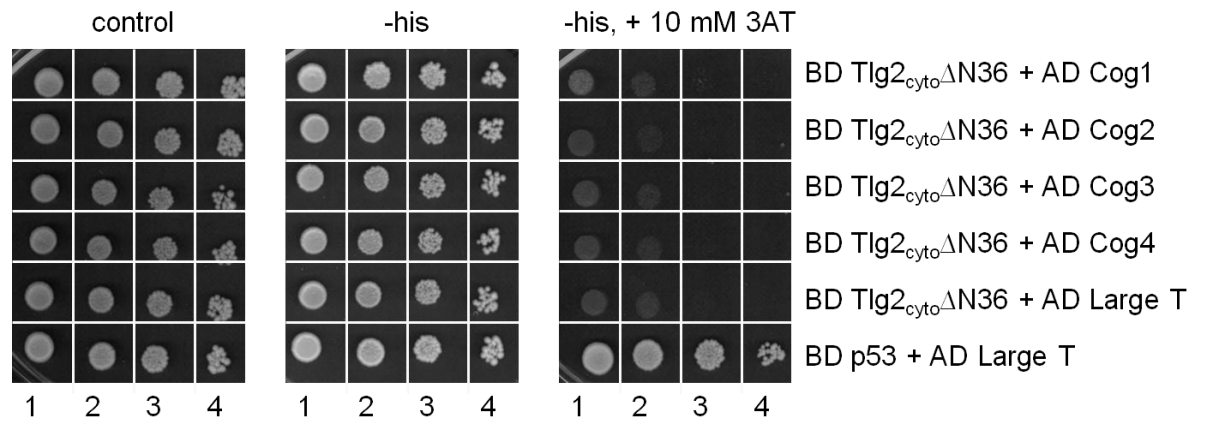 control -his -his, + 10 mM 3AT
BD Tlg2cytoΔN36 + AD Cog1
BD Tlg2cytoΔN36 + AD Cog2
BD Tlg2cytoΔN36 + AD Cog3
BD Tlg2cytoΔN36 + AD Cog4
BD Tlg2cytoΔN36 + AD Large T
BD p53 + AD Large T
1 2 3 4 1 2 3 4 1 2 3 4